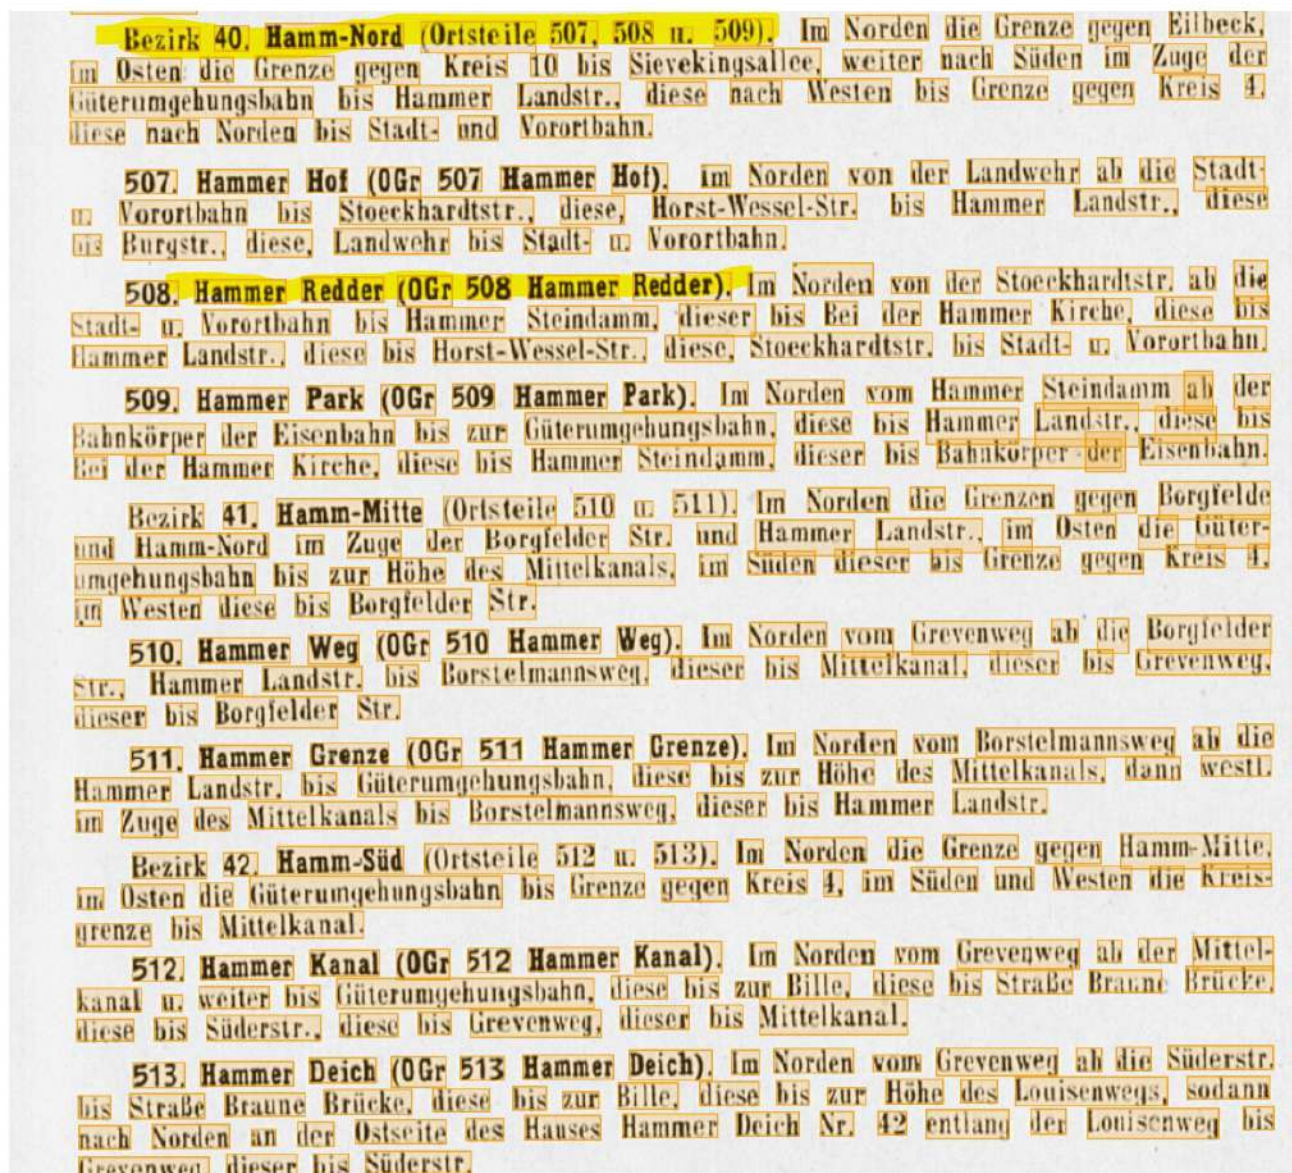 Bezirk 40. Hamm-Nord (Ortsteile 507, 508 u. 509). Im Norden die Grenze gegen Eilbeck,
im Osten die Grenze gegen Kreis 10 bis Sievekingsallee, weiter nach Süden im Zuge der
Güterumgehungsbahn bis Hammer Landstr., diese nach Westen bis Grenze gegen Kreis 4,
diese nach Norden bis Stadt- und Vorortbahn.
507. Hammer Hof (OGr 507 Hammer Hof). Im Norden von der Landwehr ab die Stadt-
u. Vorortbahn bis Stoeckhardtstr., diese, Horst-Wessel-Str. bis Hammer Landstr., diese
bis Burgstr., diese, Landwehr bis Stadt- u. Vorortbahn.
508. Hammer Redder (OGr 508 Hammer Redder). Im Norden von der Stoeckhardtstr. ab die
Stadt- u. Vorortbahn bis Hammer Steindamm, dieser bis Bei der Hammer Kirche, diese bis
Hammer Landstr., diese bis Horst-Wessel-Str., diese, Stoeckhardtstr. bis Stadt- u. Vorortbahn.
509. Hammer Park (OGr 509 Hammer Park). Im Norden vom Hammer Steindamm ab der
Bahnkörper der Eisenbahn bis zur Güterumgehungsbahn, diese bis Hammer Landstr., diese bis
Bei der Hammer Kirche, diese bis Hammer Steindamm, dieser bis Bahnkörper der Eisenbahn.
Bezirk 41. Hamm-Mitte (Ortsteile 510 u. 511). Im Norden die Grenzen gegen Borgfelde
und Hamm-Nord im Zuge der Borgfelder Str. und Hammer Landstr., im Osten die Güter-
umgehungsbahn bis zur Höhe des Mittelkanals, im Süden dieser bis Grenze gegen Kreis 4,
im Westen diese bis Borgfelder Str.
510. Hammer Weg (OGr 510 Hammer Weg). Im Norden vom Grevenweg ab die Borgfelder
Str., Hammer Landstr. bis Borstelmannsweg, dieser bis Mittelkanal, dieser bis Grevenweg,
dieser bis Borgfelder Str.
511. Hammer Grenze (OGr 511 Hammer Grenze). Im Norden vom Borstelmannsweg ab die
Hammer Landstr. bis Güterumgehungsbahn, diese bis zur Höhe des Mittelkanals, dann westl.
im Zuge des Mittelkanals bis Borstelmannsweg, dieser bis Hammer Landstr.
Bezirk 42. Hamm-Süd (Ortsteile 512 u. 513). Im Norden die Grenze gegen Hamm-Mitte,
im Osten die Güterumgehungsbahn bis Grenze gegen Kreis 4, im Süden und Westen die Kreis-
grenze bis Mittelkanal.
512. Hammer Kanal (OGr 512 Hammer Kanal). Im Norden vom Grevenweg ab der Mittel-
kanal u. weiter bis Güterumgehungsbahn, diese bis zur Bille, diese bis Straße Braune Brücke,
diese bis Süderstr., diese bis Grevenweg, dieser bis Mittelkanal.
513. Hammer Deich (OGr 513 Hammer Deich). Im Norden vom Grevenweg ab die Süderstr.
bis Straße Braune Brücke, diese bis zur Bille, diese bis zur Höhe des Louisenwegs, sodann
nach Norden an der Ostseite des Hauses Hammer Deich Nr. 42 entlang der Louisenweg bis
Grevenweg, dieser bis Süderstr.